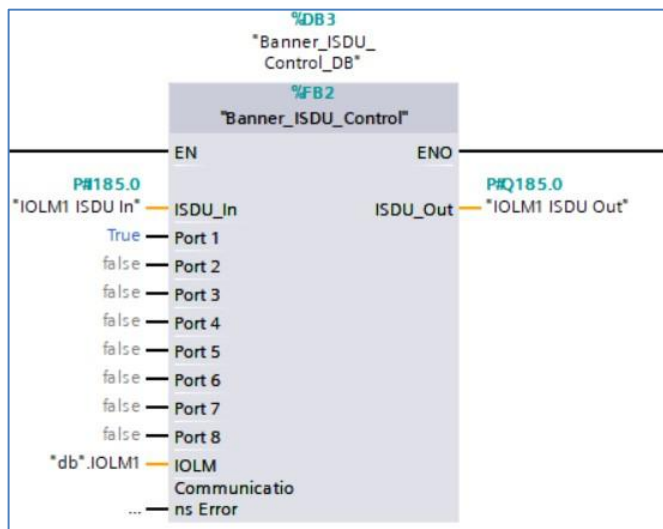 %DB3
"Banner_ISDU_
Control_DB"
%FB2
"Banner_ISDU_Control"
EN ENO
P#I185.0 P#Q185.0
"IOLM1 ISDU In" ISDU_In ISDU_Out "IOLM1 ISDU Out"
True Port 1
false Port 2
false Port 3
false Port 4
false Port 5
false Port 6
false Port 7
false Port 8
"db".IOLM1 IOLM
Communicatio
... ns Error